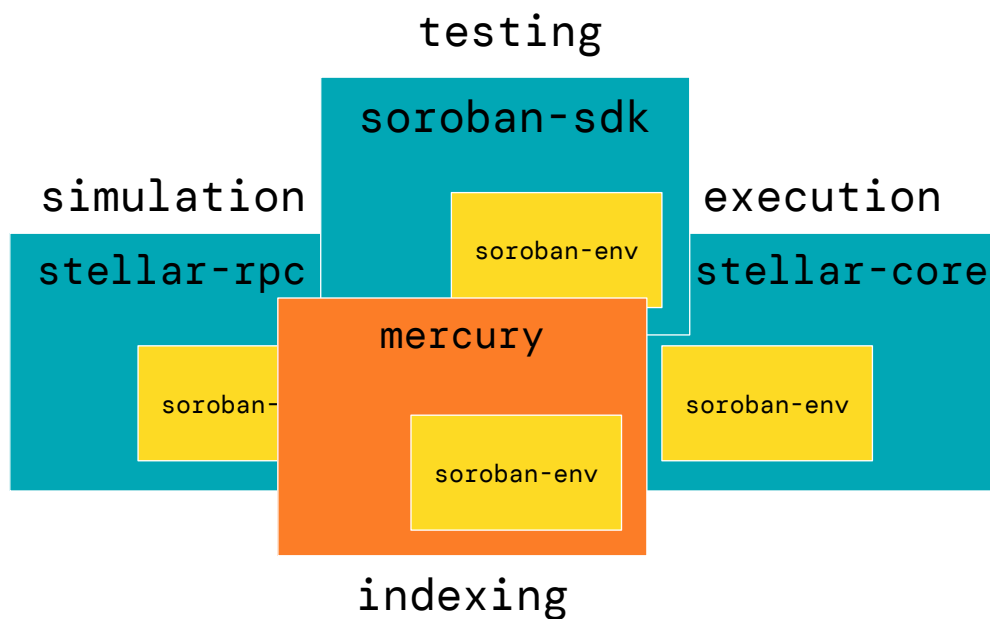 testing
soroban-sdk
simulation
execution
soroban-env
stellar-rpc
stellar-core
mercury
soroban-
soroban-env
soroban-env
indexing